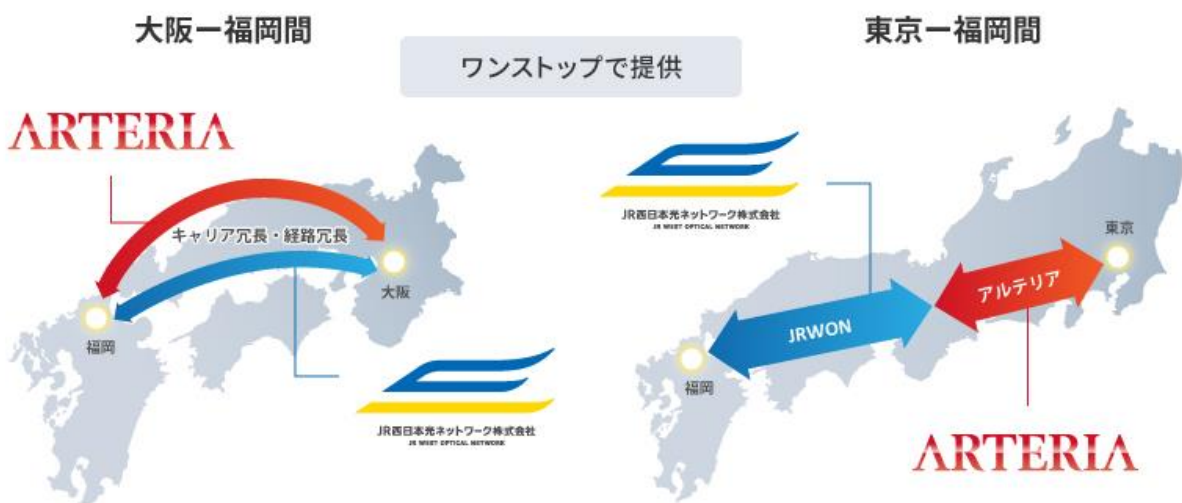 大阪ー福岡間
ワンストップで提供
東京ー福岡間
ARTERIA
キャリア冗長・経路冗長
大阪
福岡
JR西日本光ネットワーク株式会社
JR WEST OPTICAL NETWORK
JR西日本光ネットワーク株式会社
JR WEST OPTICAL NETWORK
東京
アルテリア
JRWON
福岡
ARTERIA